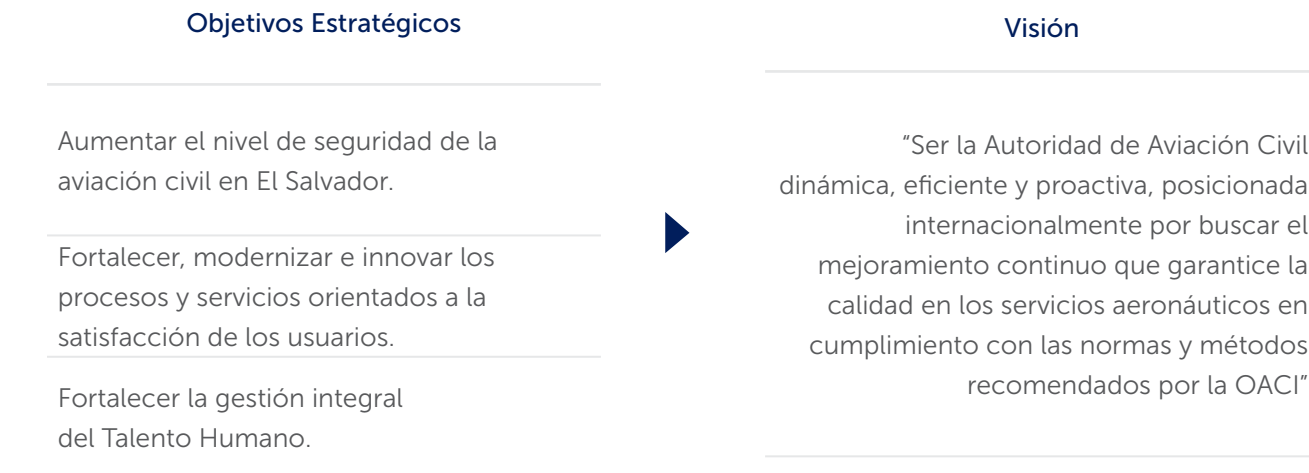 Objetivos Estratégicos
Aumentar el nivel de seguridad de la
aviación civil en El Salvador.
Fortalecer, modernizar e innovar los
procesos y servicios orientados a la
satisfacción de los usuarios.
Fortalecer la gestión integral
del Talento Humano.
Visión
“Ser la Autoridad de Aviación Civil
dinámica, eficiente y proactiva, posicionada
internacionalmente por buscar el
mejoramiento continuo que garantice la
calidad en los servicios aeronáuticos en
cumplimiento con las normas y métodos
recomendados por la OACI”